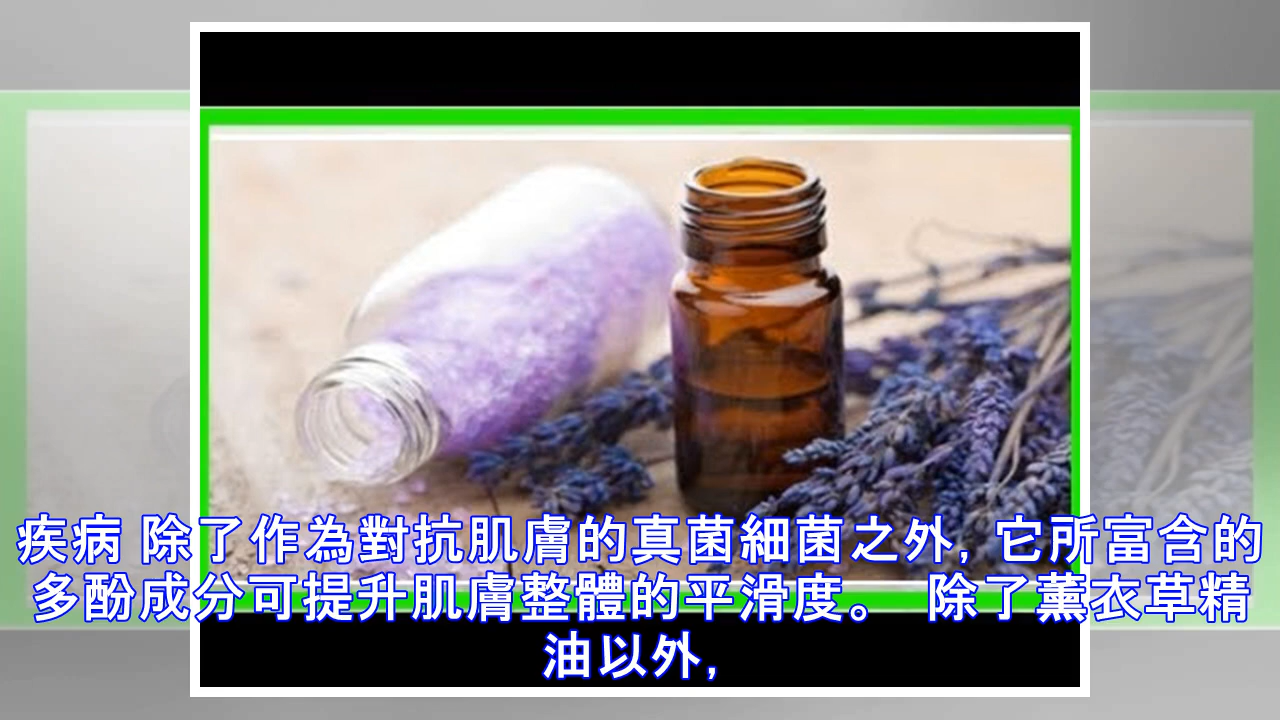 疾病 除了作為對抗肌膚的真菌細菌之外, 它所富含的
多酚成分可提升肌膚整體的平滑度。 除了薰衣草精
油以外,